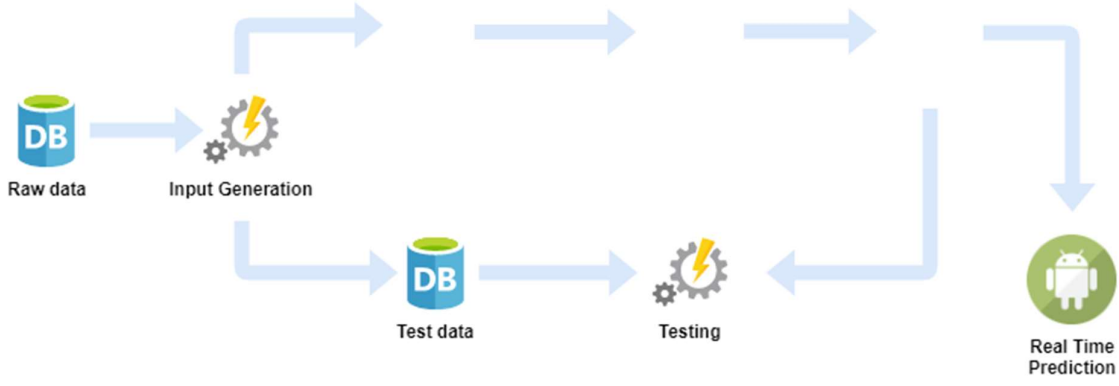 DB
Raw data
Input Generation
DB
Test data
Testing
Real Time
Prediction